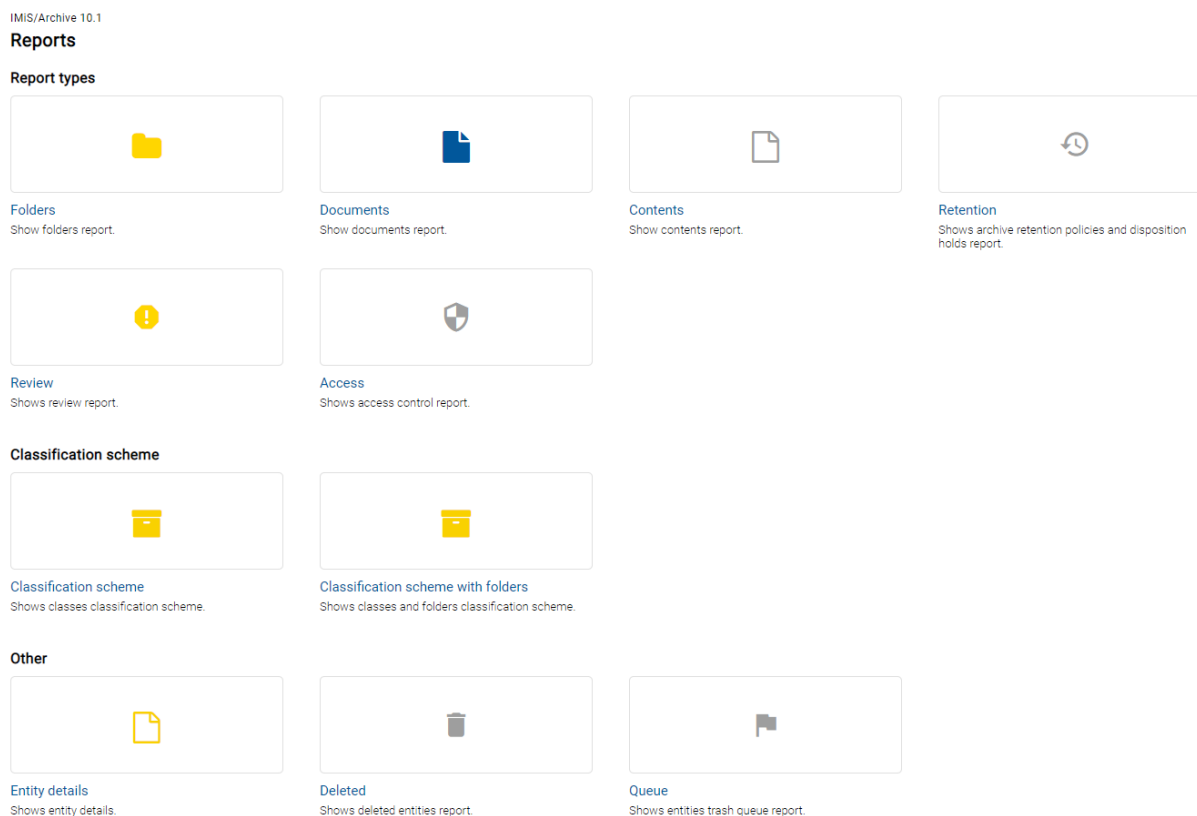 IMiS/Archive 10.1
Reports
Report types
Folders
Show folders report.
Documents
Show documents report.
Contents
Show contents report.
Retention
Shows archive retention policies and disposition
holds report.
Review
Shows review report.
Access
Shows access control report.
Classification scheme
Classification scheme
Shows classes classification scheme.
Classification scheme with folders
Shows classes and folders classification scheme.
Other
Entity details
Shows entity details.
Deleted
Shows deleted entities report.
Queue
Shows entities trash queue report.